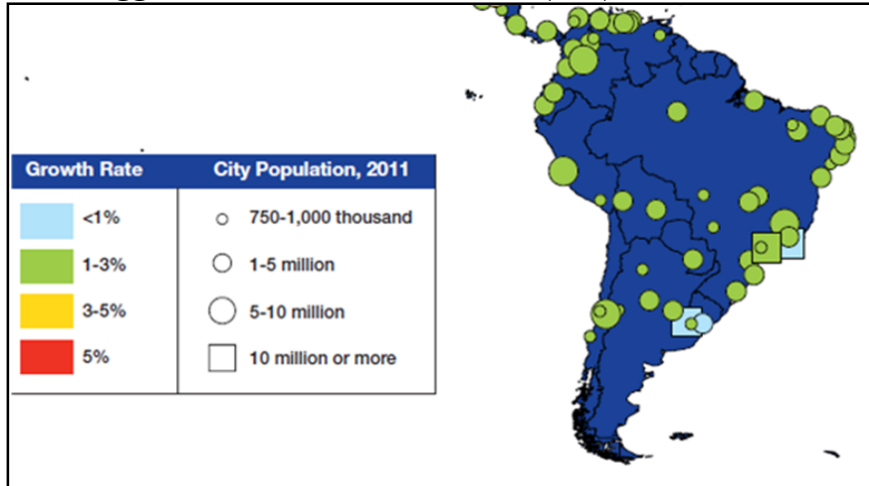 Growth Rate
City Population, 2011
<1%
750-1,000 thousand
1-3%
1-5 million
3-5%
5-10 million
5%
10 million or more